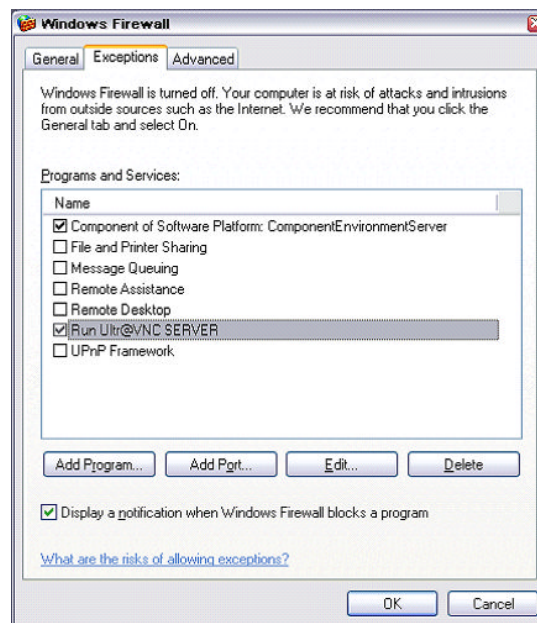 Windows Firewall
General Exceptions Advanced
Windows Firewall is turned off. Your computer is at risk of attacks and intrusions
from outside sources such as the Internet. We recommend that you click the
General tab and select On.
Programs and Services:
Name
Component of Software Platform: ComponentEnvironmentServer
File and Printer Sharing
Message Queuing
Remote Assistance
Remote Desktop
Run Ultr@VNC SERVER
UPnP Framework
Add Program... Add Port... Edit... Delete
Display a notification when Windows Firewall blocks a program
What are the risks of allowing exceptions?
OK Cancel